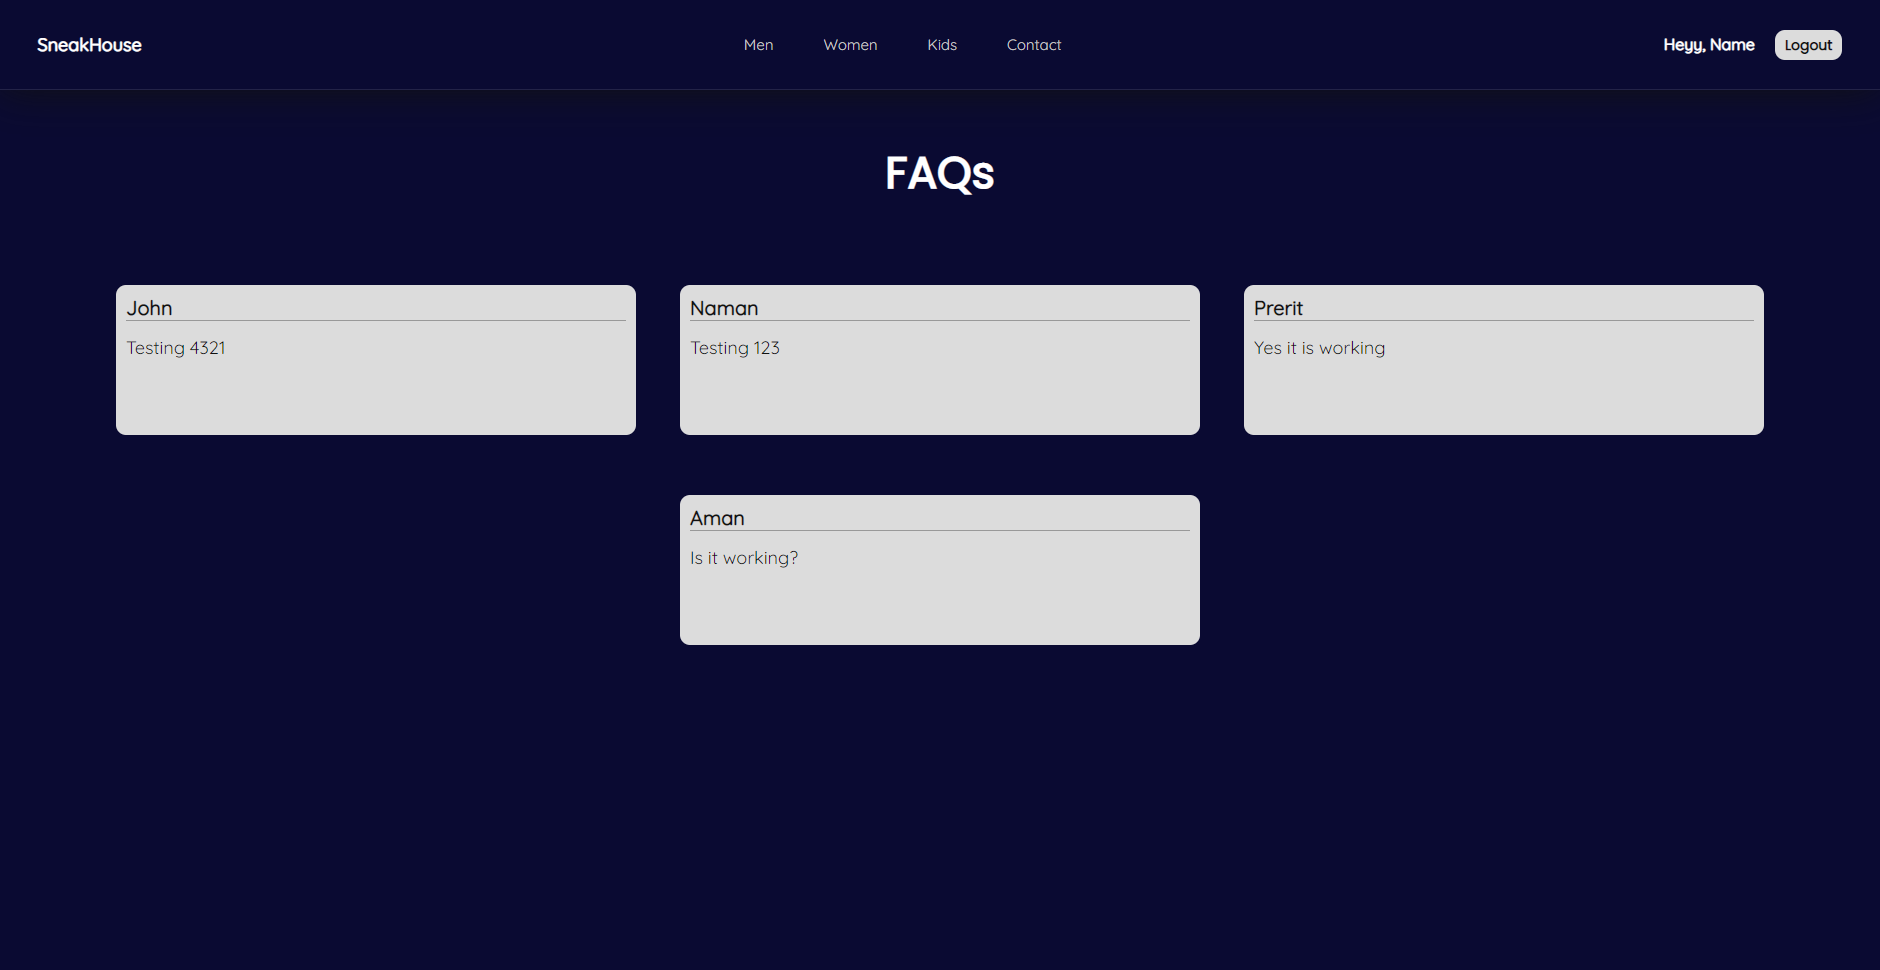 SneakHouse
Men
Women
Kids
Contact
Heyy, Name
Logout
FAQs
John
Testing 4321
Naman
Testing 123
Prerit
Yes it is working
Aman
Is it working?